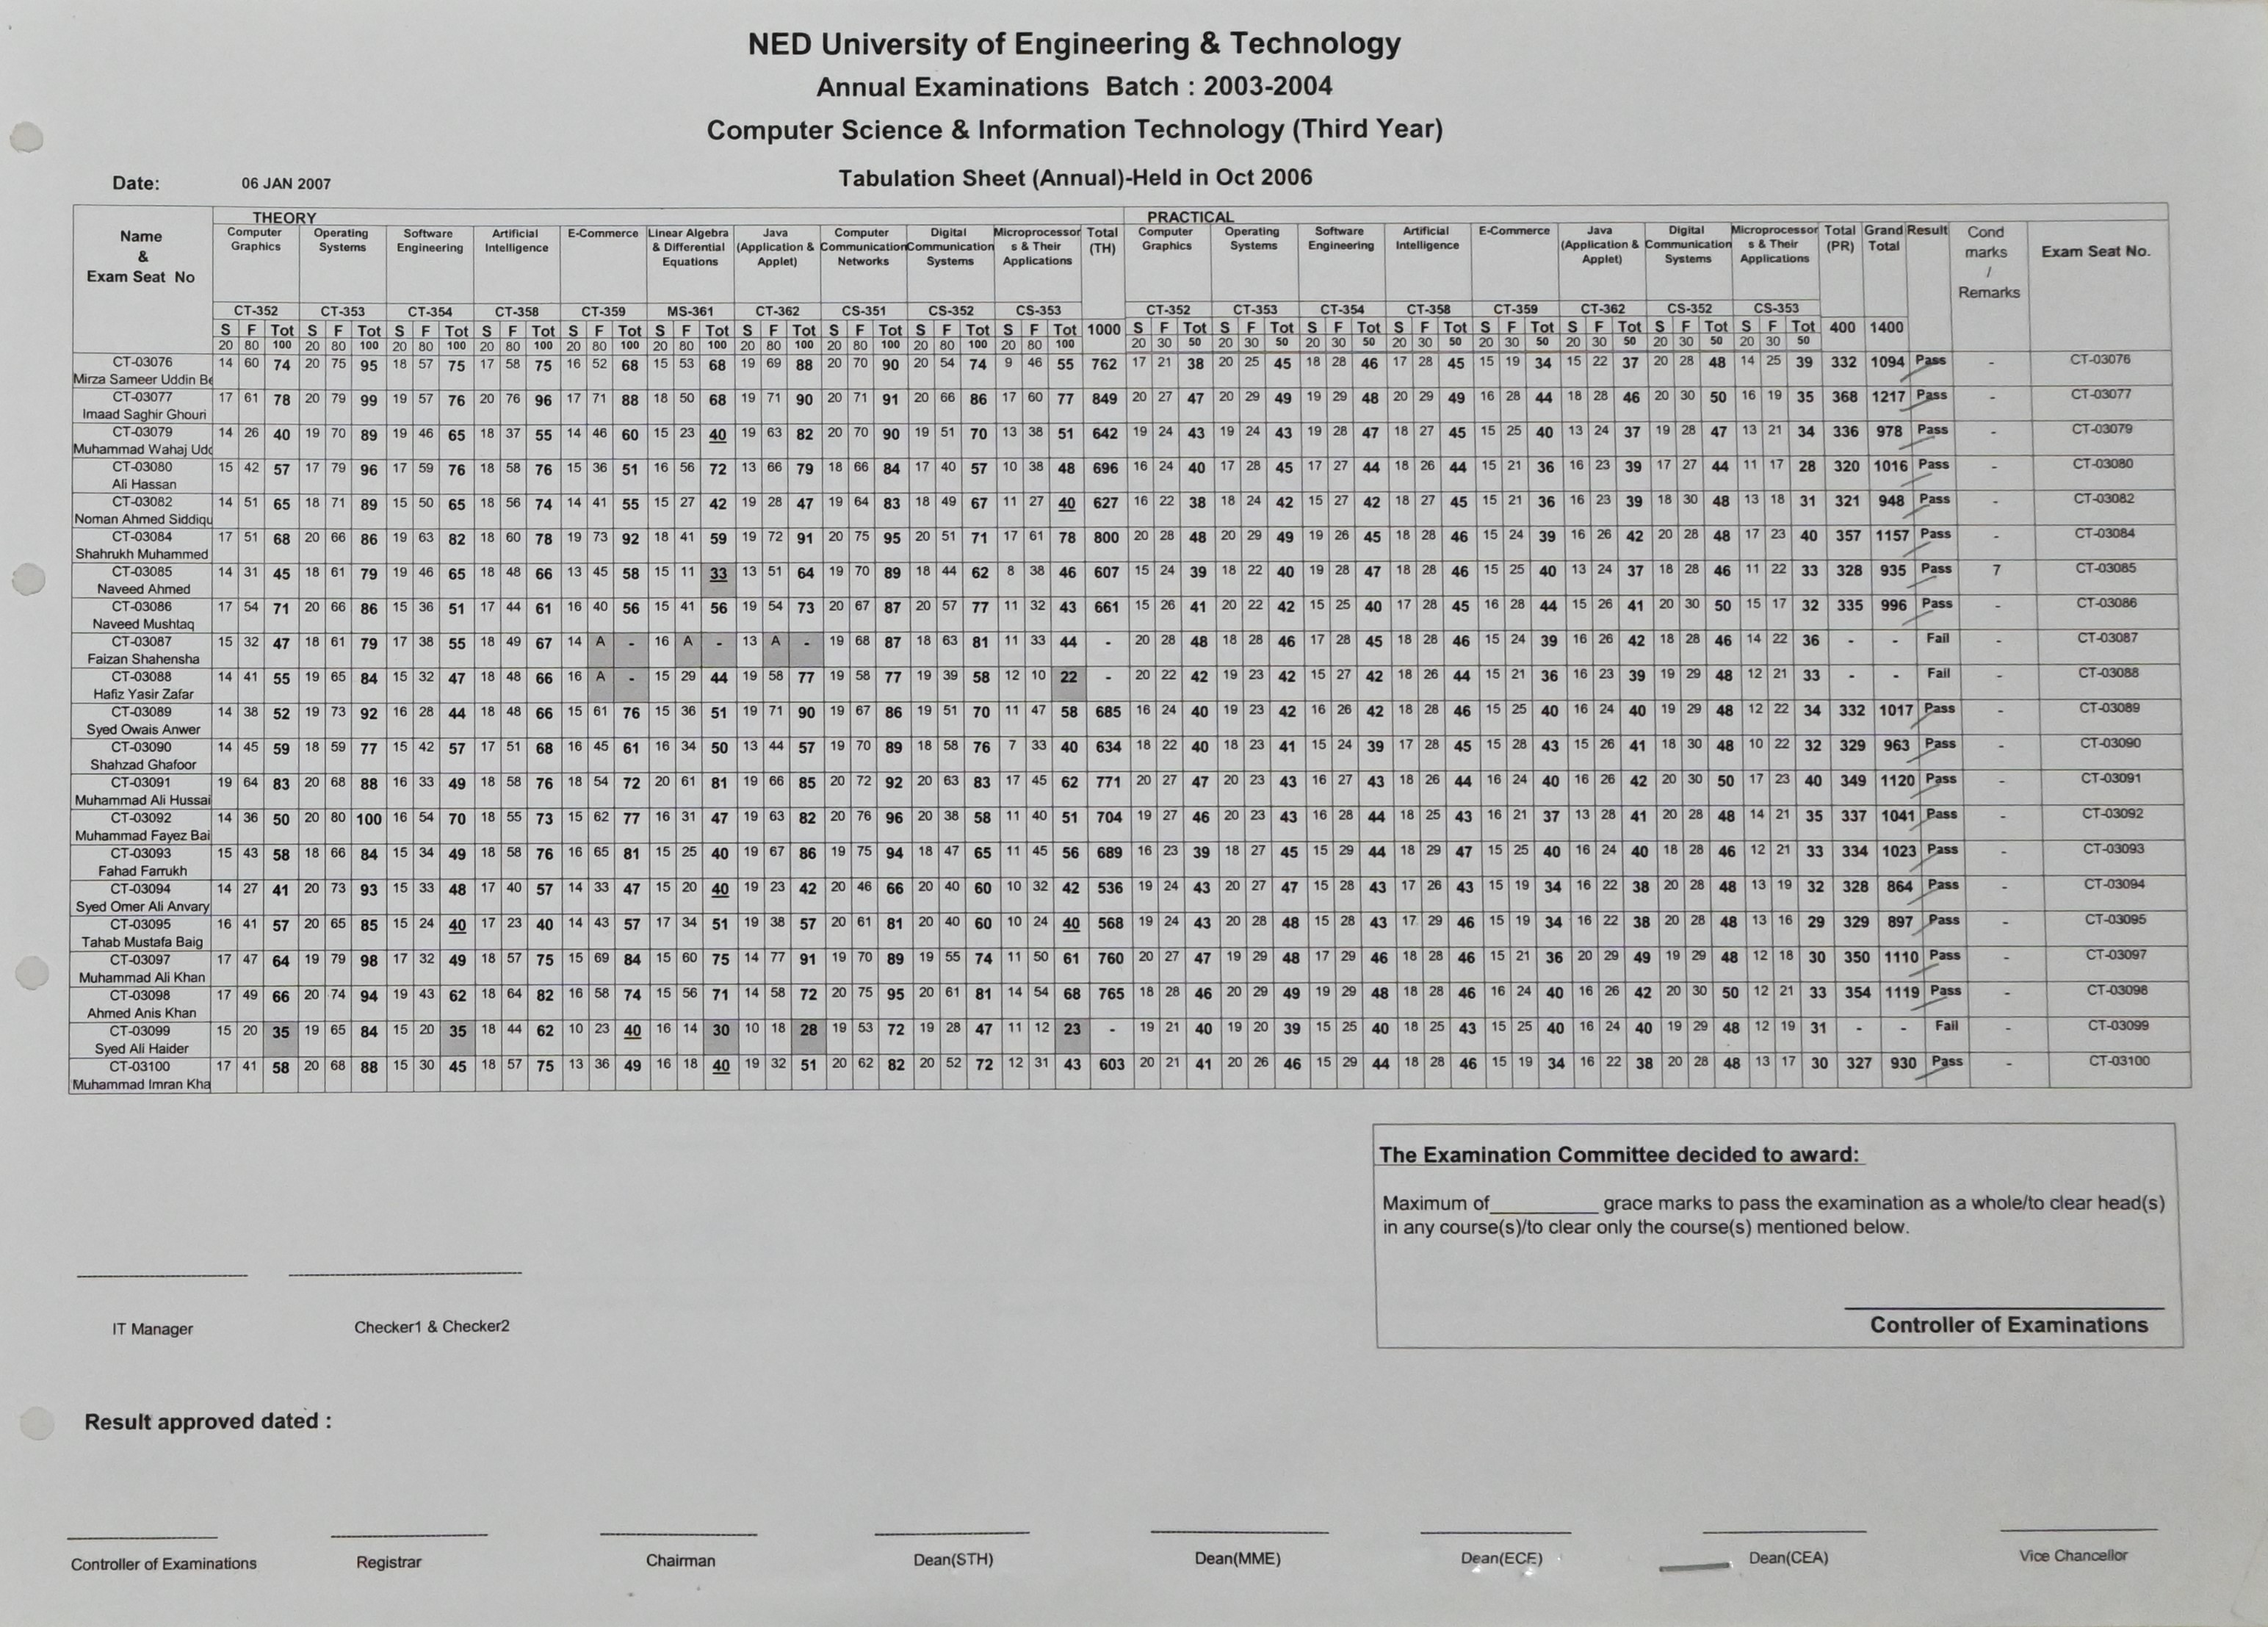 NED University of Engineering & Technology
Annual Examinations Batch : 2003-2004
Computer Science & Information Technology (Third Year)
Date: 06 JAN 2007 Tabulation Sheet (Annual)-Held in Oct 2006
THEORY PRACTICAL
Name & Exam Seat No Computer Graphics Operating Systems Software Engineering Artificial Intelligence E-Commerce Linear Algebra & Differential Equations Java (Application & Applet) Computer Communication Networks Digital Communication Systems Microprocessor s & Their Applications Total (TH) Computer Graphics Operating Systems Software Engineering Artificial Intelligence E-Commerce Java (Application & Applet) Digital Communication Systems Microprocessor s & Their Applications Total (PR) Grand Total Result Cond marks / Remarks Exam Seat No.
CT-352 CT-353 CT-354 CT-358 CT-359 MS-361 CT-362 CS-351 CS-352 CS-353 CT-352 CT-353 CT-354 CT-358 CT-359 CT-362 CS-352 CS-353
S F Tot S F Tot S F Tot S F Tot S F Tot S F Tot S F Tot S F Tot S F Tot S F Tot 1000 S F Tot S F Tot S F Tot S F Tot S F Tot S F Tot S F Tot S F Tot 400 1400
20 80 100 20 80 100 20 80 100 20 80 100 20 80 100 20 80 100 20 80 100 20 80 100 20 80 100 20 80 100 20 30 50 20 30 50 20 30 50 20 30 50 20 30 50 20 30 50 20 30 50 20 30 50
CT-03076 14 60 74 20 75 95 18 57 75 17 58 75 16 52 68 15 53 68 19 69 88 20 70 90 20 54 74 9 46 55 762 17 21 38 20 25 45 18 28 46 17 28 45 15 19 34 15 22 37 20 28 48 14 25 39 332 1094 Pass - CT-03076
Mirza Sameer Uddin Be
CT-03077 17 61 78 20 79 99 19 57 76 20 76 96 17 71 88 18 50 68 19 71 90 20 71 91 20 66 86 17 60 77 849 20 27 47 20 29 49 19 29 48 20 29 49 16 28 44 18 28 46 20 30 50 16 19 35 368 1217 Pass - CT-03077
Imaad Saghir Ghouri
CT-03079 14 26 40 19 70 89 19 46 65 18 37 55 14 46 60 15 23 40 19 63 82 20 70 90 19 51 70 13 38 51 642 19 24 43 19 24 43 19 28 47 18 27 45 15 25 40 13 24 37 19 28 47 13 21 34 336 978 Pass - CT-03079
Muhammad Wahaj Udd
CT-03080 15 42 57 17 79 96 17 59 76 18 58 76 15 36 51 16 56 72 13 66 79 18 66 84 17 40 57 10 38 48 696 16 24 40 17 28 45 17 27 44 18 26 44 15 21 36 16 23 39 17 27 44 11 17 28 320 1016 Pass - CT-03080
Ali Hassan
CT-03082 14 51 65 18 71 89 15 50 65 18 56 74 14 41 55 15 27 42 19 28 47 19 64 83 18 49 67 11 27 40 627 16 22 38 18 24 42 15 27 42 18 27 45 15 21 36 16 23 39 18 30 48 13 18 31 321 948 Pass - CT-03082
Noman Ahmed Siddiqu
CT-03084 17 51 68 20 66 86 19 63 82 18 60 78 19 73 92 18 41 59 19 72 91 20 75 95 20 51 71 17 61 78 800 20 28 48 20 29 49 19 26 45 18 28 46 15 24 39 16 26 42 20 28 48 17 23 40 357 1157 Pass - CT-03084
Shahrukh Muhammed
CT-03085 14 31 45 18 61 79 19 46 65 18 48 66 13 45 58 15 11 33 13 51 64 19 70 89 18 44 62 8 38 46 607 15 24 39 18 22 40 19 28 47 18 28 46 15 25 40 13 24 37 18 28 46 11 22 33 328 935 Pass 7 CT-03085
Naveed Ahmed
CT-03086 17 54 71 20 66 86 15 36 51 17 44 61 16 40 56 15 41 56 19 54 73 20 67 87 20 57 77 11 32 43 661 15 26 41 20 22 42 15 25 40 17 28 45 16 28 44 15 26 41 20 30 50 15 17 32 335 996 Pass - CT-03086
Naveed Mushtaq
CT-03087 15 32 47 18 61 79 17 38 55 18 49 67 14 A - 16 A - 13 A - 19 68 87 18 63 81 11 33 44 - 20 28 48 18 28 46 17 28 45 18 28 46 15 24 39 16 26 42 18 28 46 14 22 36 - - Fail - CT-03087
Faizan Shahensha
CT-03088 14 41 55 19 65 84 15 32 47 18 48 66 16 A - 15 29 44 19 58 77 19 58 77 19 39 58 12 10 22 - 20 22 42 19 23 42 15 27 42 18 26 44 15 21 36 16 23 39 19 29 48 12 21 33 - - Fail - CT-03088
Hafiz Yasir Zafar
CT-03089 14 38 52 19 73 92 16 28 44 18 48 66 15 61 76 15 36 51 19 71 90 19 67 86 19 51 70 11 47 58 685 16 24 40 19 23 42 16 26 42 18 28 46 15 25 40 16 24 40 19 29 48 12 22 34 332 1017 Pass - CT-03089
Syed Owais Anwer
CT-03090 14 45 59 18 59 77 15 42 57 17 51 68 16 45 61 16 34 50 13 44 57 19 70 89 18 58 76 7 33 40 634 18 22 40 18 23 41 15 24 39 17 28 45 15 28 43 15 26 41 18 30 48 10 22 32 329 963 Pass - CT-03090
Shahzad Ghafoor
CT-03091 19 64 83 20 68 88 16 33 49 18 58 76 18 54 72 20 61 81 19 66 85 20 72 92 20 63 83 17 45 62 771 20 27 47 20 23 43 16 27 43 18 26 44 16 24 40 16 26 42 20 30 50 17 23 40 349 1120 Pass - CT-03091
Muhammad Ali Hussai
CT-03092 14 36 50 20 80 100 16 54 70 18 55 73 15 62 77 16 31 47 19 63 82 20 76 96 20 38 58 11 40 51 704 19 27 46 20 23 43 16 28 44 18 25 43 16 21 37 13 28 41 20 28 48 14 21 35 337 1041 Pass - CT-03092
Muhammad Fayez Bai
CT-03093 15 43 58 18 66 84 15 34 49 18 58 76 16 65 81 15 25 40 19 67 86 19 75 94 18 47 65 11 45 56 689 16 23 39 18 27 45 15 29 44 18 29 47 15 25 40 16 24 40 18 28 46 12 21 33 334 1023 Pass - CT-03093
Fahad Farrukh
CT-03094 14 27 41 20 73 93 15 33 48 17 40 57 14 33 47 15 20 40 19 23 42 20 46 66 20 40 60 10 32 42 536 19 24 43 20 27 47 15 28 43 17 26 43 15 19 34 16 22 38 20 28 48 13 19 32 328 864 Pass - CT-03094
Syed Omer Ali Anvary
CT-03095 16 41 57 20 65 85 15 24 40 17 23 40 14 43 57 17 34 51 19 38 57 20 61 81 20 40 60 10 24 40 568 19 24 43 20 28 48 15 28 43 17 29 46 15 19 34 16 22 38 20 28 48 13 16 29 329 897 Pass - CT-03095
Tahab Mustafa Baig
CT-03097 17 47 64 19 79 98 17 32 49 18 57 75 15 69 84 15 60 75 14 77 91 19 70 89 19 55 74 11 50 61 760 20 27 47 19 29 48 17 29 46 18 28 46 15 21 36 20 29 49 19 29 48 12 18 30 350 1110 Pass - CT-03097
Muhammad Ali Khan
CT-03098 17 49 66 20 74 94 19 43 62 18 64 82 16 58 74 15 56 71 14 58 72 20 75 95 20 61 81 14 54 68 765 18 28 46 20 29 49 19 29 48 18 28 46 16 24 40 16 26 42 20 30 50 12 21 33 354 1119 Pass - CT-03098
Ahmed Anis Khan
CT-03099 15 20 35 19 65 84 15 20 35 18 44 62 10 23 40 16 14 30 10 18 28 19 53 72 19 28 47 11 12 23 - 19 21 40 19 20 39 15 25 40 18 25 43 15 25 40 16 24 40 19 29 48 12 19 31 - - Fail - CT-03099
Syed Ali Haider
CT-03100 17 41 58 20 68 88 15 30 45 18 57 75 13 36 49 16 18 40 19 32 51 20 62 82 20 52 72 12 31 43 603 20 21 41 20 26 46 15 29 44 18 28 46 15 19 34 16 22 38 20 28 48 13 17 30 327 930 Pass - CT-03100
Muhammad Imran Kha
The Examination Committee decided to award:
Maximum of__________ grace marks to pass the examination as a whole/to clear head(s)
in any course(s)/to clear only the course(s) mentioned below.
IT Manager Checker1 & Checker2 Controller of Examinations
Result approved dated :
Controller of Examinations Registrar Chairman Dean(STH) Dean(MME) Dean(ECE) Dean(CEA) Vice Chancellor